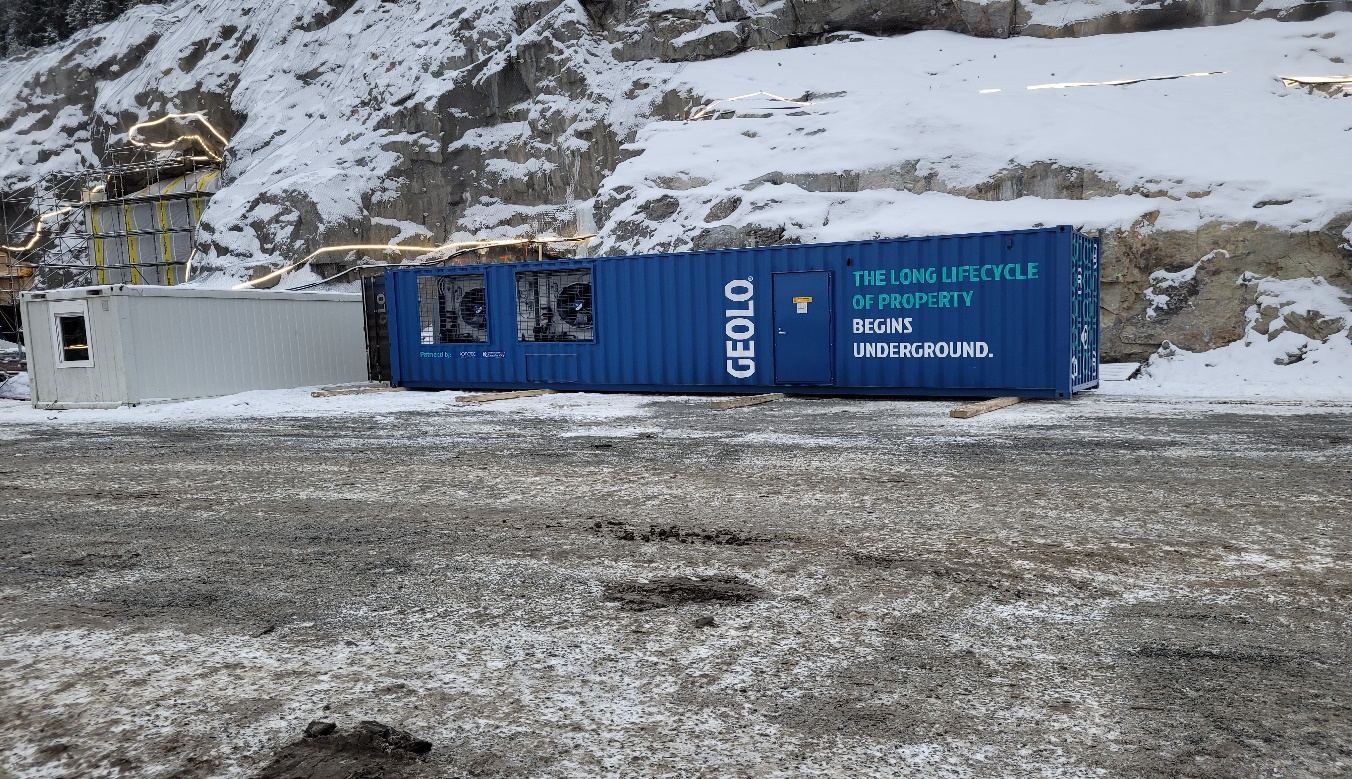 GEOLO.
THE LONG LIFECYCLE
OF PROPERTY
BEGINS
UNDERGROUND.